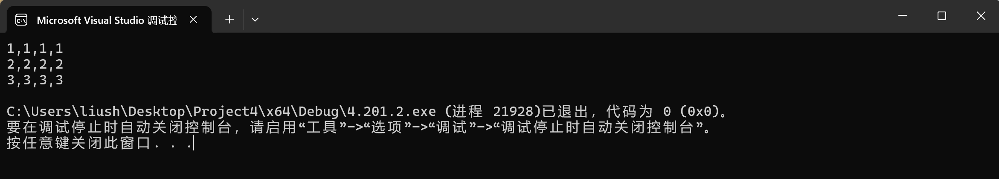 Microsoft Visual Studio 调试控
1,1,1,1
2,2,2,2
3,3,3,3
C:\Users\liush\Desktop\Project4\x64\Debug\4.201.2.exe (进程 21928)已退出，代码为 0 (0x0)。
要在调试停止时自动关闭控制台，请启用“工具”->“选项”->“调试”->“调试停止时自动关闭控制台”。
按任意键关闭此窗口. . .